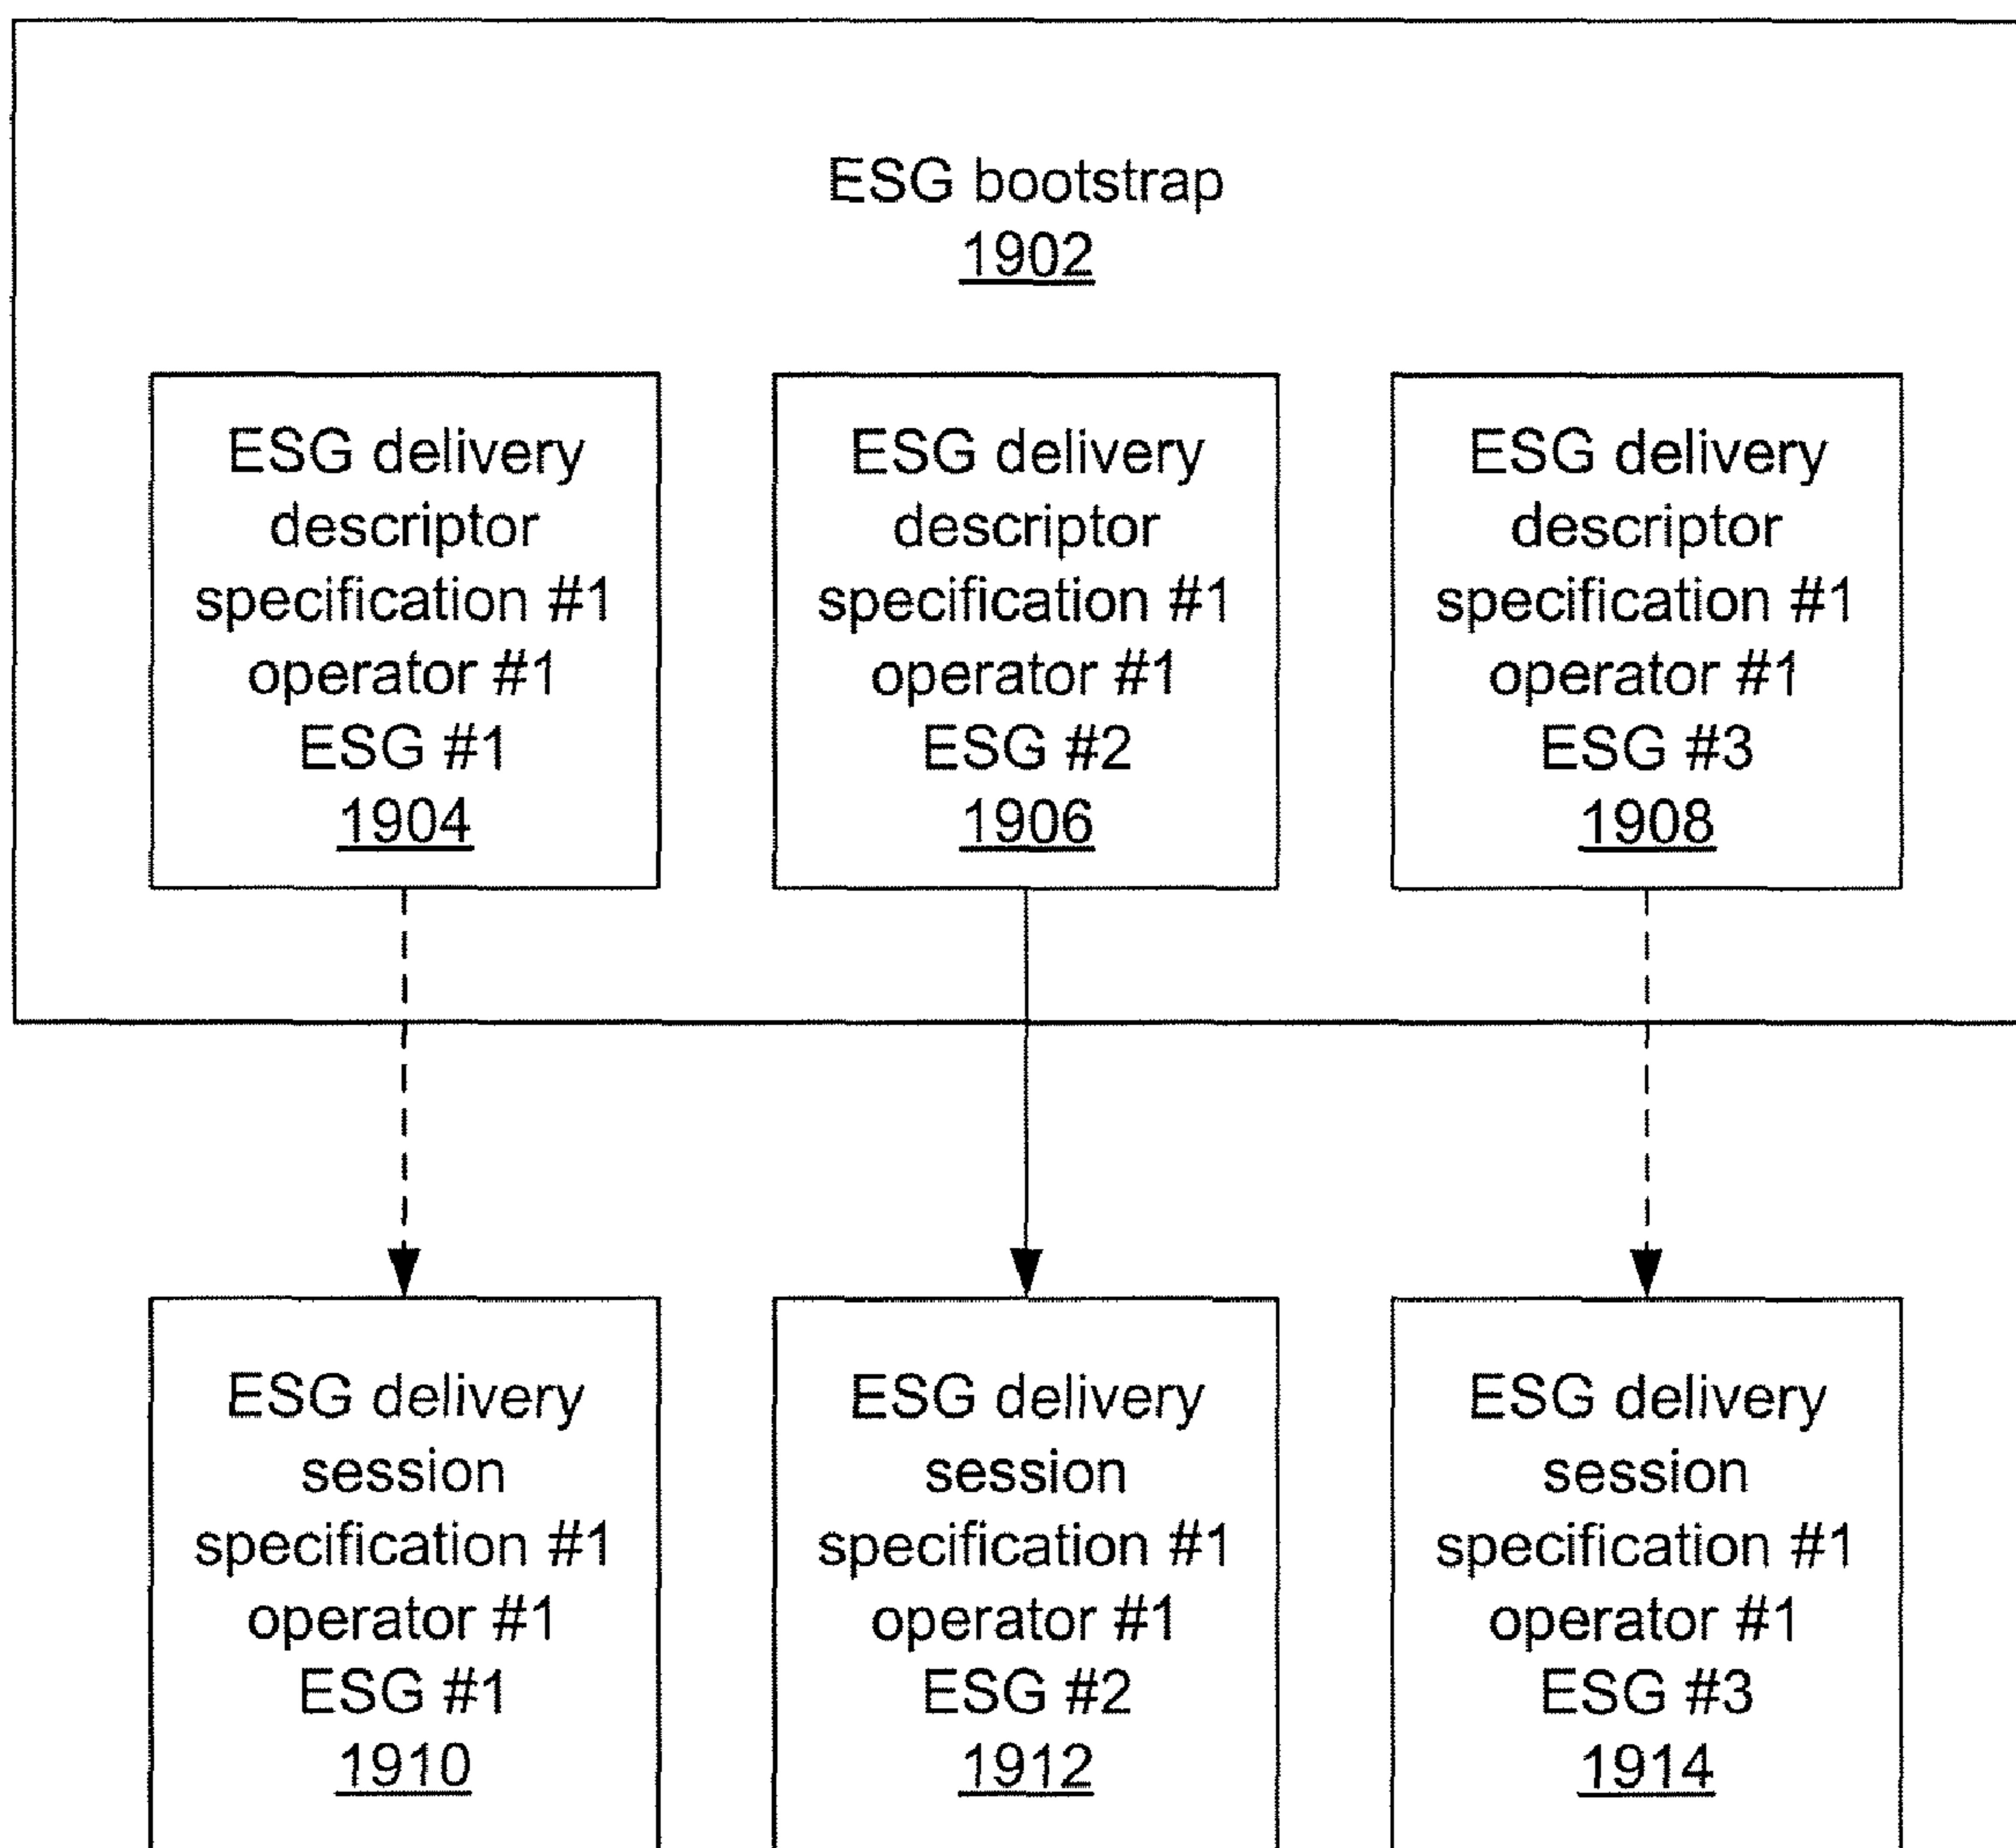 ESG bootstrap
1902
ESG delivery
descriptor
specification #1
operator #1
ESG #1
1904
ESG delivery
descriptor
specification #1
operator #1
ESG #2
1906
ESG delivery
descriptor
specification #1
operator #1
ESG #3
1908
ESG delivery
session
specification #1
operator #1
ESG #1
1910
ESG delivery
session
specification #1
operator #1
ESG #2
1912
ESG delivery
session
specification #1
operator #1
ESG #3
1914